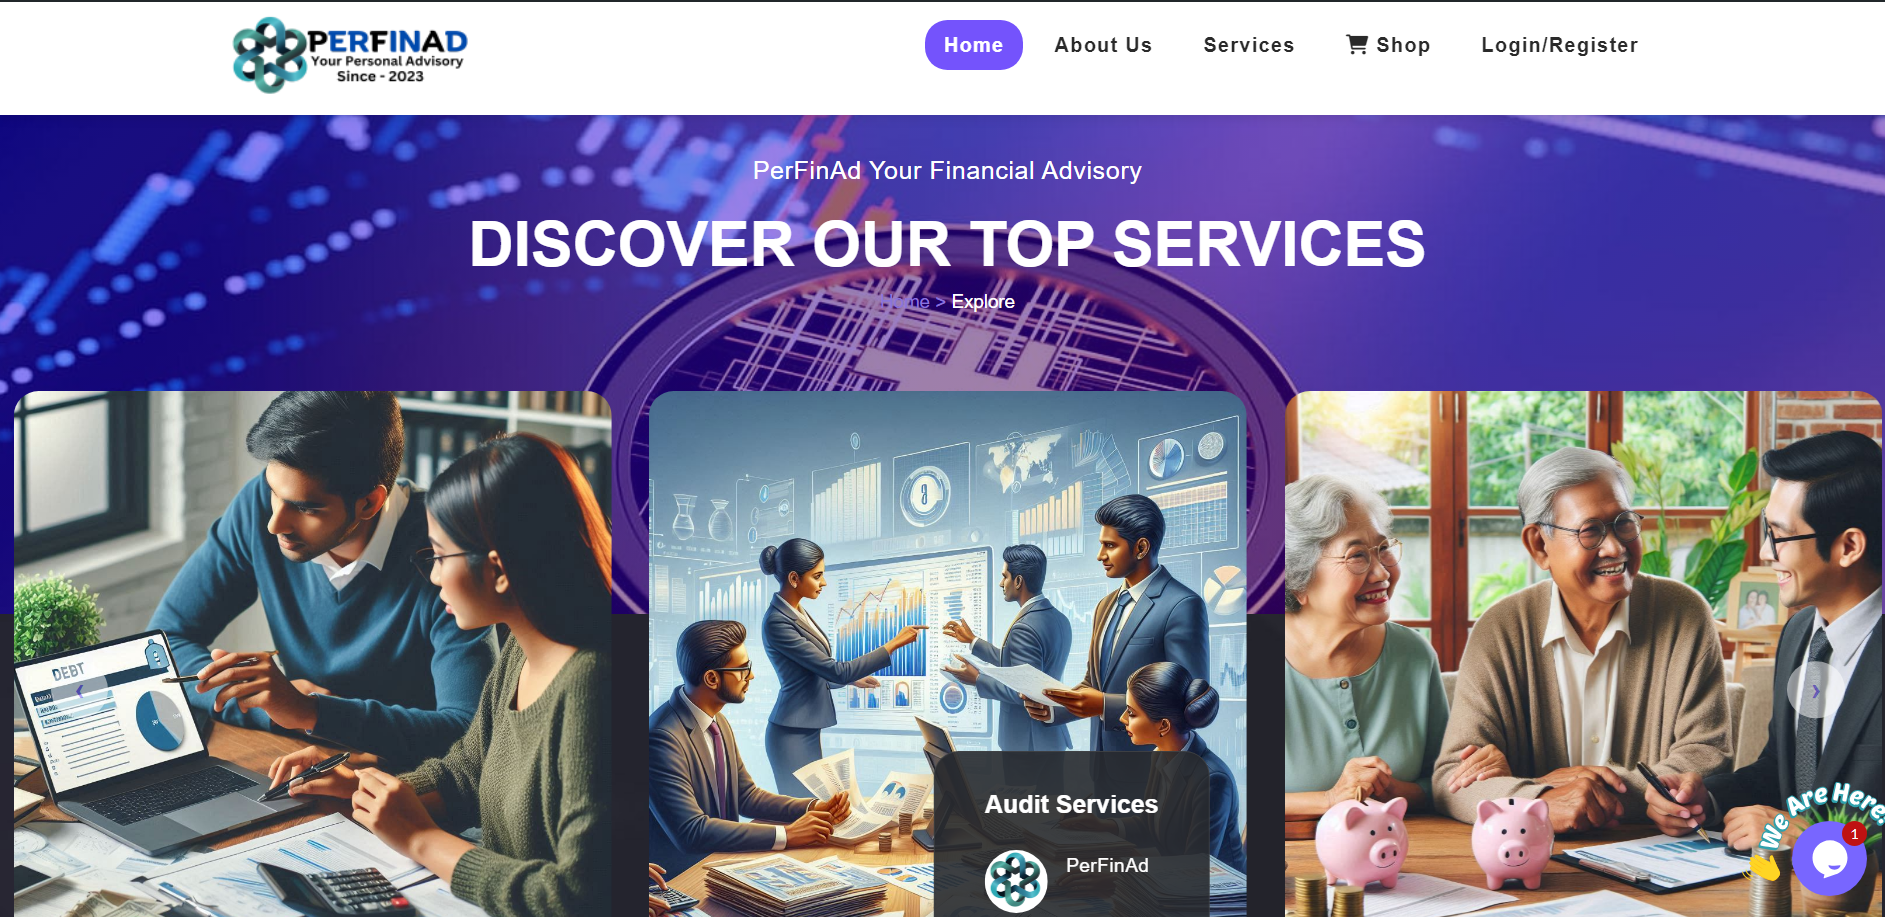 PERFINAD
Your Personal Advisory
Since - 2023
Home
About Us
Services
Shop
Login/Register
PerFinAd Your Financial Advisory
DISCOVER OUR TOP SERVICES
Home > Explore
DEBT
Audit Services
PerFinAd
We Are Here!
1